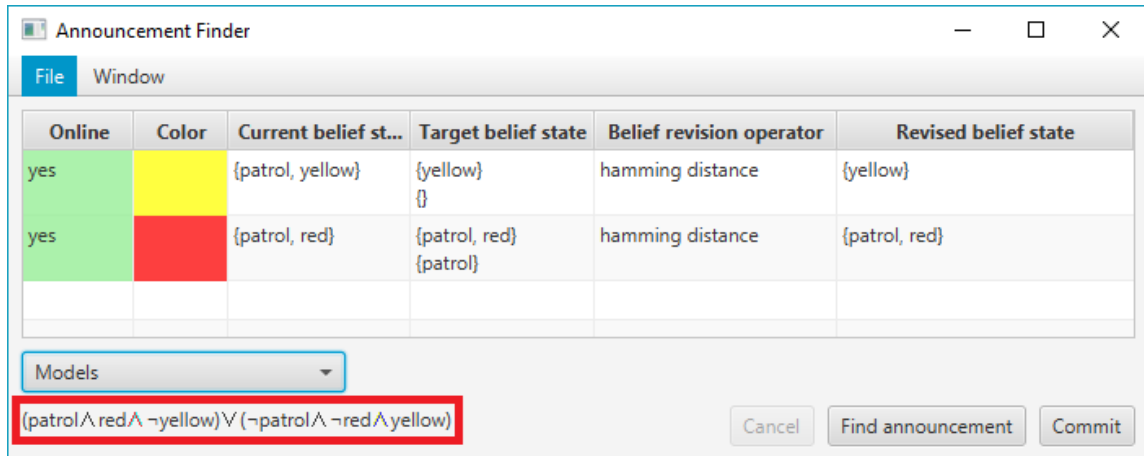 Announcement Finder
File Window
Online Color Current belief st... Target belief state Belief revision operator Revised belief state
yes {patrol, yellow} {yellow} hamming distance {yellow}
{}
yes {patrol, red} {patrol, red} hamming distance {patrol, red}
{patrol}
Models
(patrol∧red∧ ¬yellow)∨(¬patrol∧ ¬red∧yellow)
Cancel Find announcement Commit